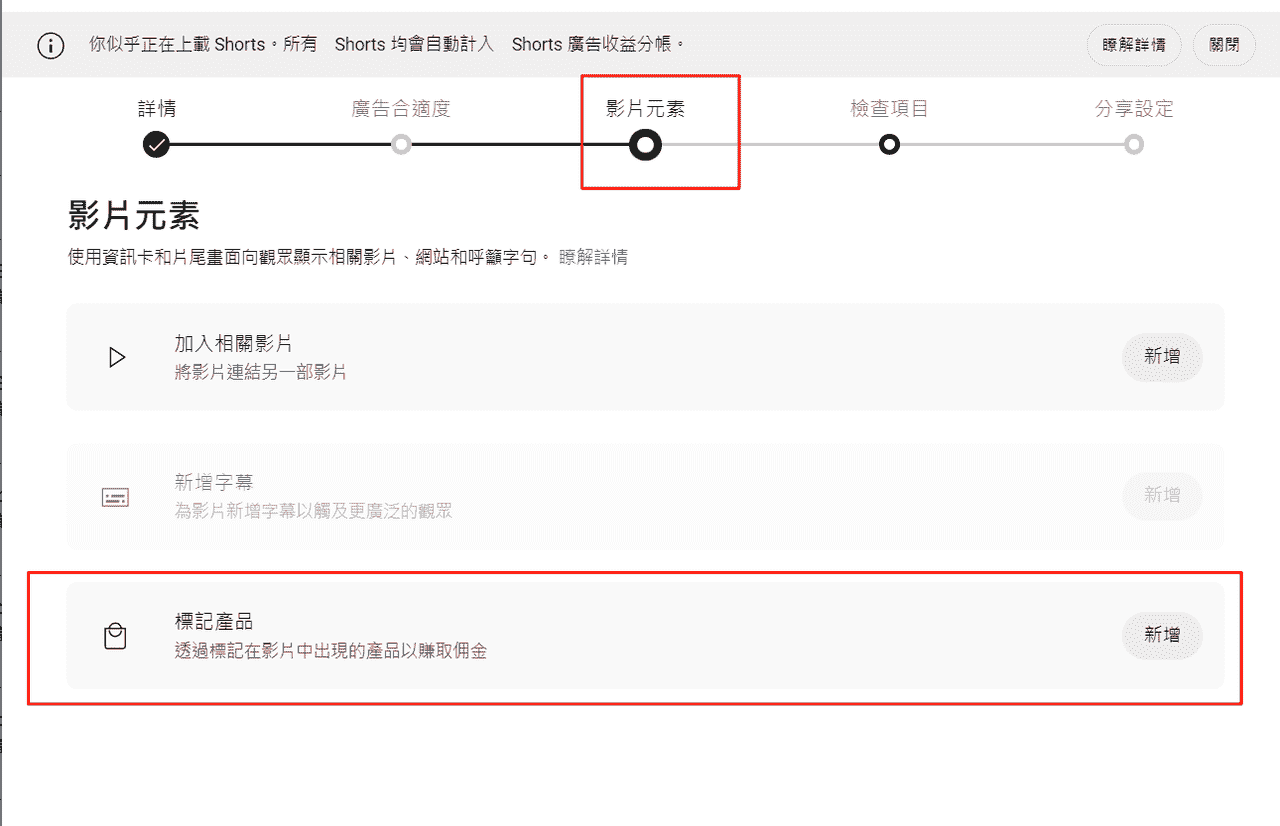 你似乎正在上載 Shorts。所有 Shorts 均會自動計入 Shorts 廣告收益分帳。 瞭解詳情 關閉
詳情 廣告合適度 影片元素 檢查項目 分享設定
影片元素
使用資訊卡和片尾畫面向觀眾顯示相關影片、網站和呼籲字句。 瞭解詳情
加入相關影片
將影片連結另一部影片
新增
新增字幕
為影片新增字幕以觸及更廣泛的觀眾
新增
標記產品
透過標記在影片中出現的產品以賺取佣金
新增